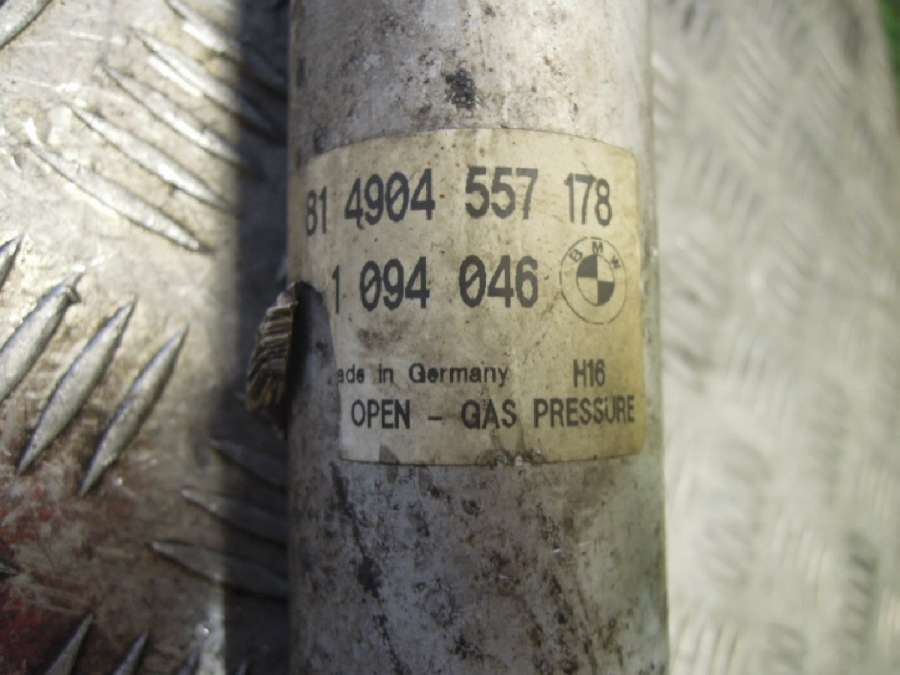 81 4904 557 178
1 094 046 BMW
ade in Germany H16
OPEN - GAS PRESSURE